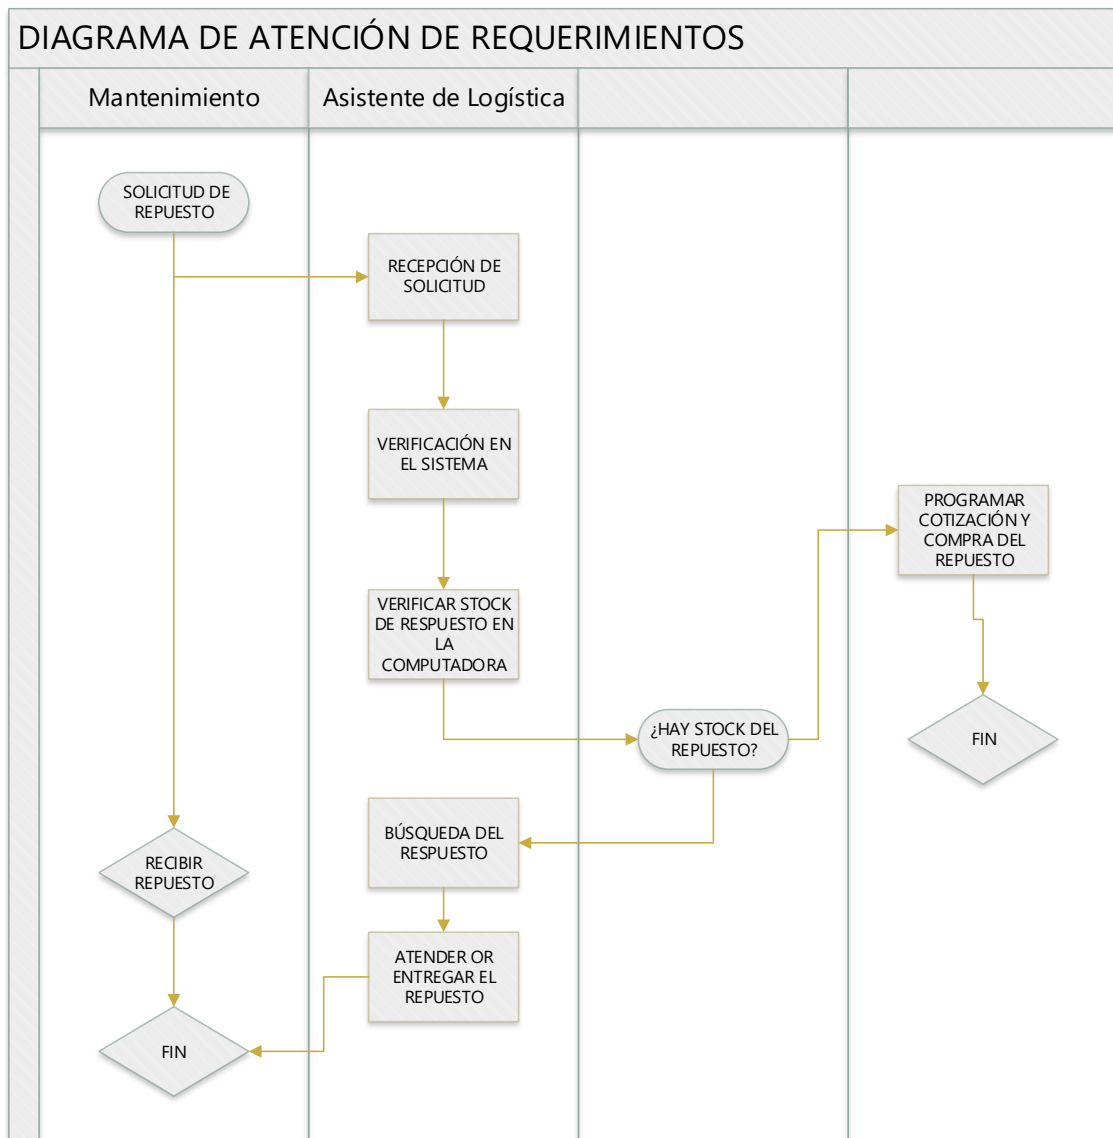 DIAGRAMA DE ATENCIÓN DE REQUERIMIENTOS
Mantenimiento
Asistente de Logística
SOLICITUD DE
REPUESTO
RECEPCIÓN DE
SOLICITUD
VERIFICACIÓN EN
EL SISTEMA
PROGRAMAR
COTIZACIÓN Y
COMPRA DEL
REPUESTO
VERIFICAR STOCK
DE RESPUESTO EN
LA
COMPUTADORA
¿HAY STOCK DEL
REPUESTO?
FIN
BÚSQUEDA DEL
RESPUESTO
RECIBIR
REPUESTO
ATENDER OR
ENTREGAR EL
REPUESTO
FIN